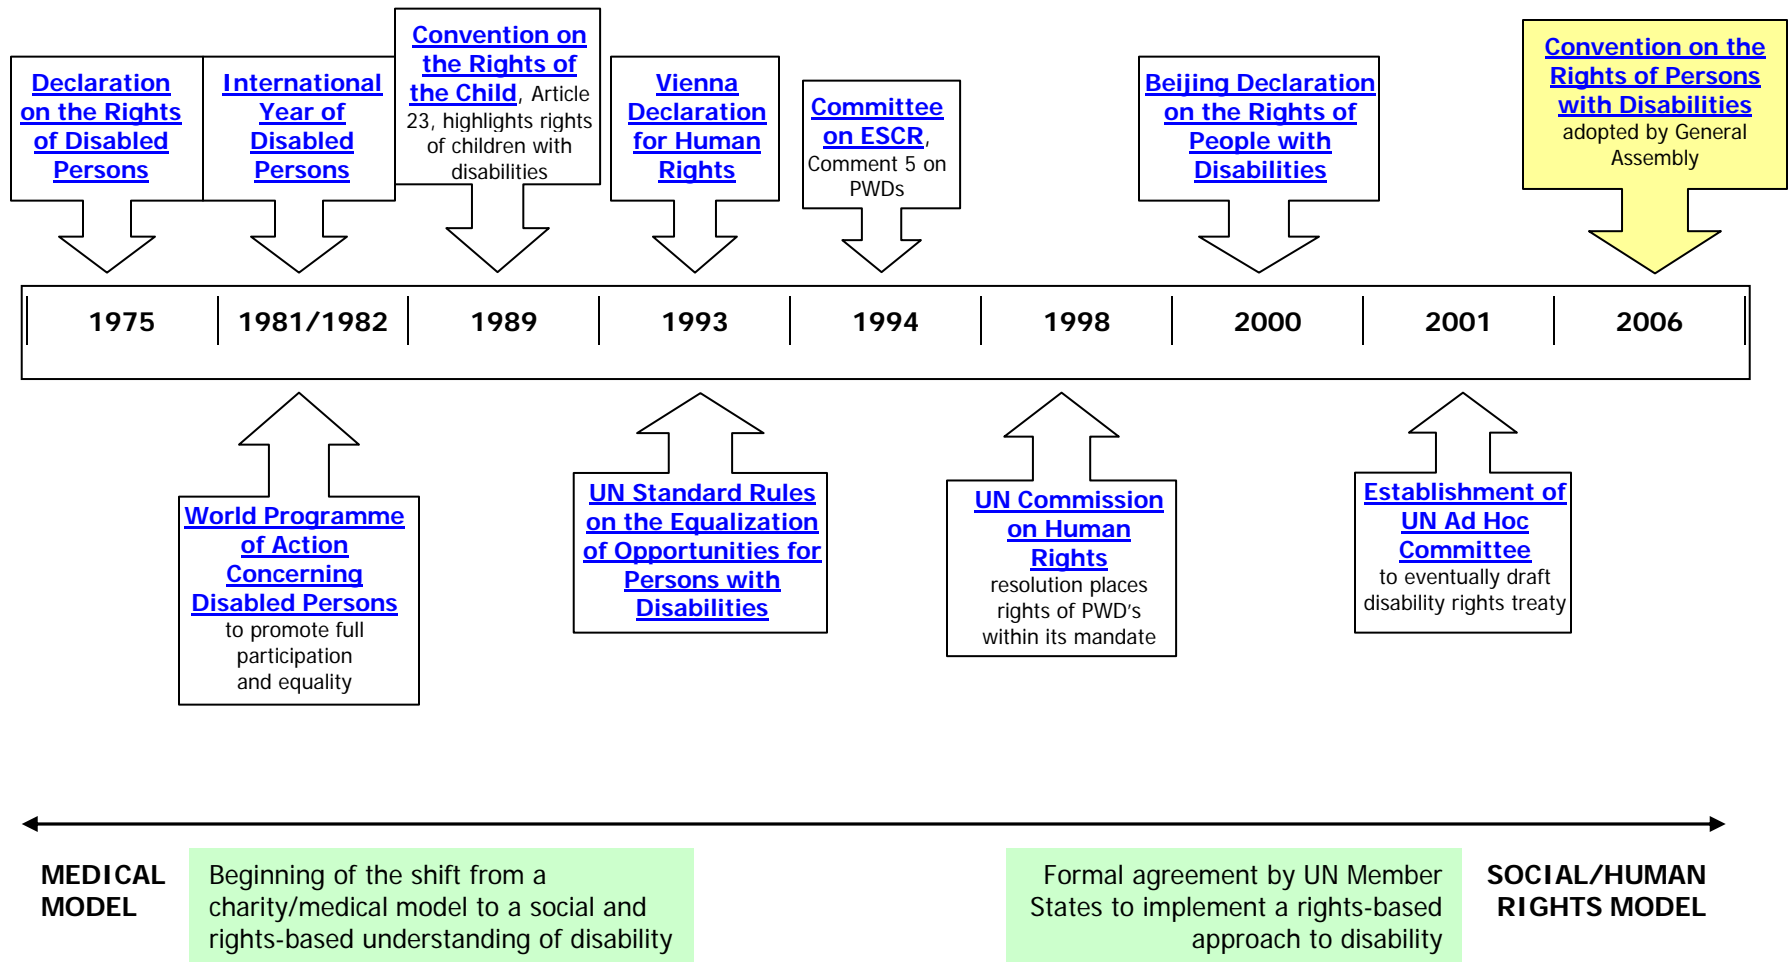 Declaration
on the Rights
of Disabled
Persons
International
Year of
Disabled
Persons
Convention on
the Rights of
the Child, Article
23, highlights rights
of children with
disabilities
Vienna
Declaration
for Human
Rights
Committee
on ESCR,
Comment 5 on
PWDs
Beijing Declaration
on the Rights of
People with
Disabilities
Convention on the
Rights of Persons
with Disabilities
adopted by General
Assembly
1975
1981/1982
1989
1993
1994
1998
2000
2001
2006
World Programme
of Action
Concerning
Disabled Persons
to promote full
participation
and equality
UN Standard Rules
on the Equalization
of Opportunities for
Persons with
Disabilities
UN Commission
on Human
Rights
resolution places
rights of PWD's
within its mandate
Establishment of
UN Ad Hoc
Committee
to eventually draft
disability rights treaty
MEDICAL
MODEL
Beginning of the shift from a
charity/medical model to a social and
rights-based understanding of disability
Formal agreement by UN Member
States to implement a rights-based
approach to disability
SOCIAL/HUMAN
RIGHTS MODEL